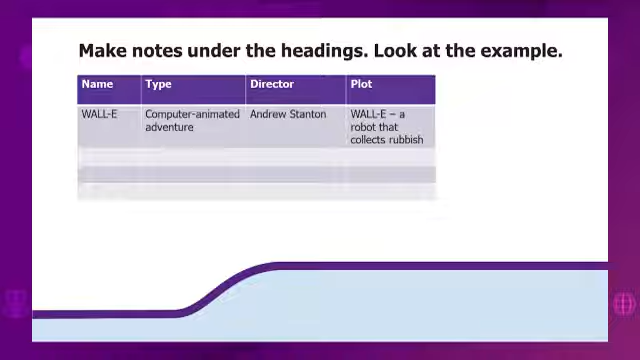 Make notes under the headings. Look at the example.
Name Type Director Plot
WALL-E Computer-animated Andrew Stanton WALL-E – a
adventure robot that
collects rubbish